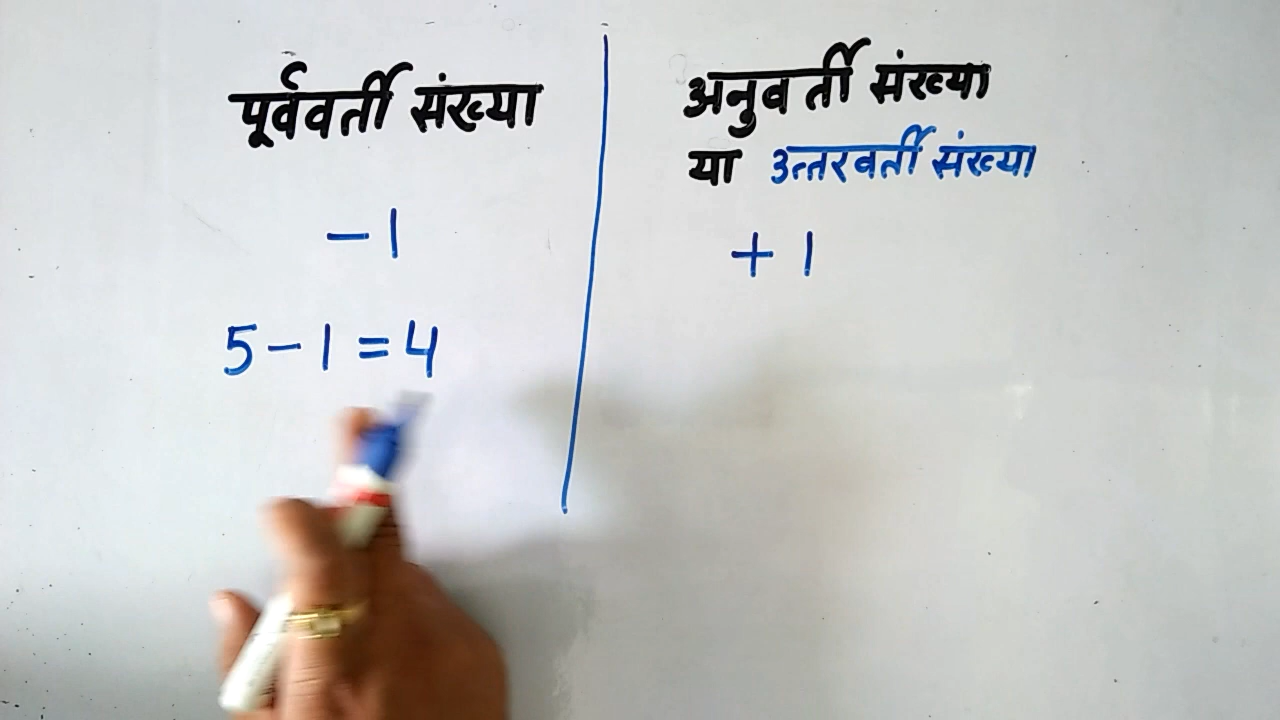 पूर्ववर्ती संख्या
- 1
5 - 1 = 4
अनुवर्ती संख्या
या उत्तरवर्ती संख्या
+ 1